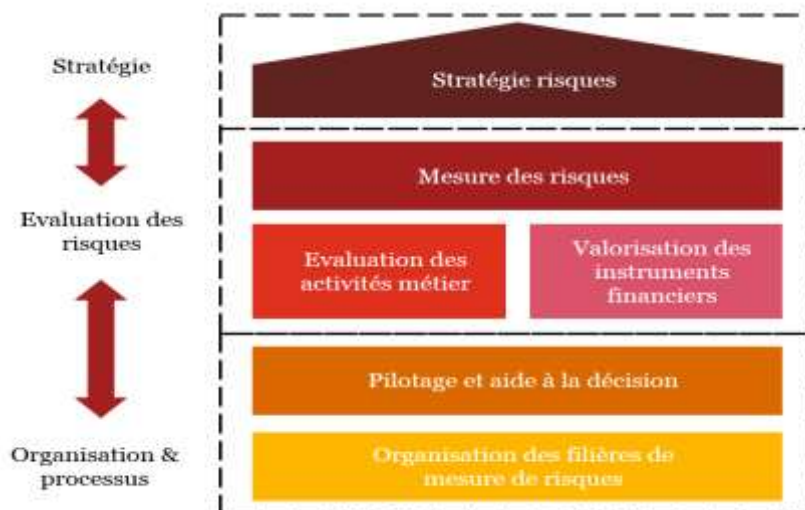 Stratégie
Stratégie risques
Mesure des risques
Evaluation des
risques
Evaluation des
activités métier
Valorisation des
instruments
financiers
Pilotage et aide à la décision
Organisation &
processus
Organisation des filières de
mesure de risques